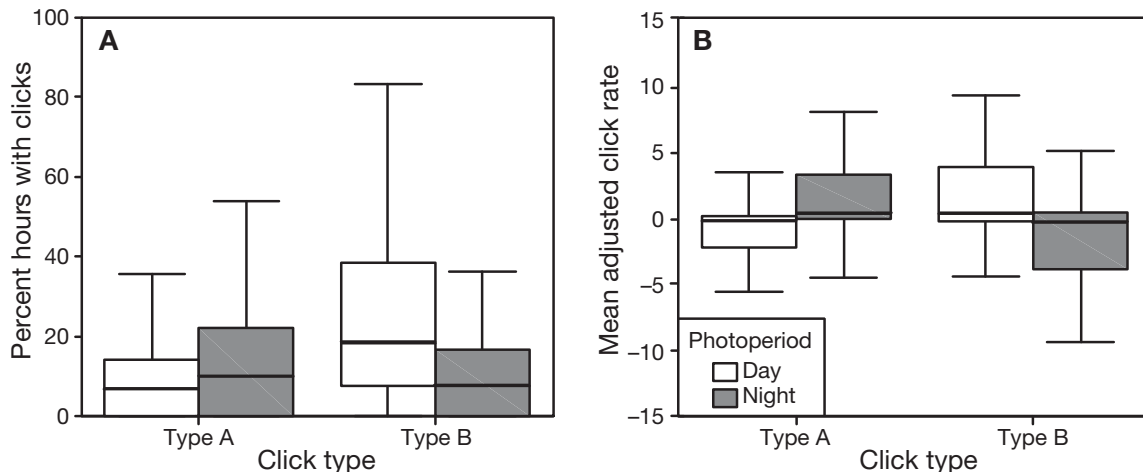 A
Percent hours with clicks
100
80
60
40
20
0
Type A
Type B
Click type
B
Mean adjusted click rate
15
10
5
0
−5
−10
−15
Photoperiod
Day
Night
Type A
Type B
Click type